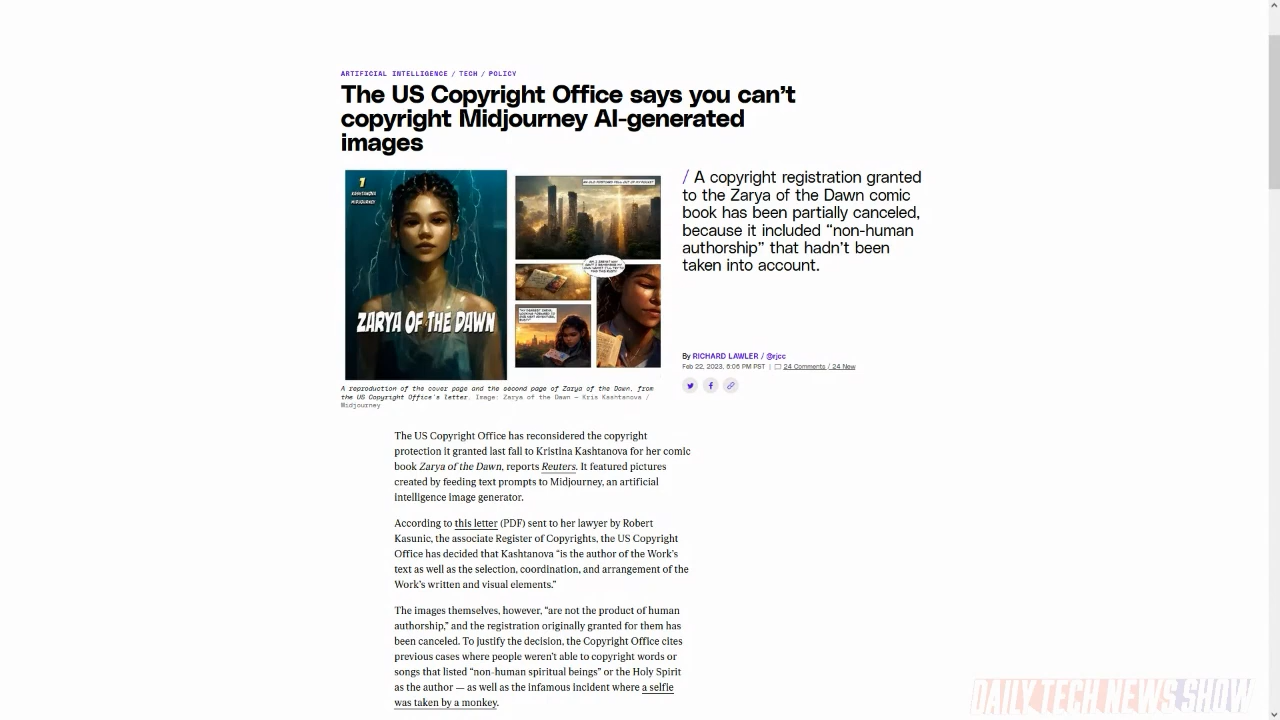 ARTIFICIAL INTELLIGENCE / TECH / POLICY
The US Copyright Office says you can’t
copyright Midjourney AI-generated
images
1
KASHTANOVA
MIDJOURNEY
ZARYA OF THE DAWN
/ A copyright registration granted
to the Zarya of the Dawn comic
book has been partially canceled,
because it included “non-human
authorship” that hadn’t been
taken into account.
By RICHARD LAWLER / @rjcc
Feb 22, 2023, 8:06 PM PST | 24 Comments / 24 New
A reproduction of the cover page and the second page of Zarya of the Dawn, from
the US Copyright Office's letter. Image: Zarya of the Dawn — Kris Kashtanova /
Midjourney
The US Copyright Office has reconsidered the copyright
protection it granted last fall to Kristina Kashtanova for her comic
book Zarya of the Dawn, reports Reuters. It featured pictures
created by feeding text prompts to Midjourney, an artificial
intelligence image generator.
According to this letter (PDF) sent to her lawyer by Robert
Kasunic, the associate Register of Copyrights, the US Copyright
Office has decided that Kashtanova “is the author of the Work’s
text as well as the selection, coordination, and arrangement of the
Work’s written and visual elements.”
The images themselves, however, “are not the product of human
authorship,” and the registration originally granted for them has
been canceled. To justify the decision, the Copyright Office cites
previous cases where people weren’t able to copyright words or
songs that listed “non-human spiritual beings” or the Holy Spirit
as the author — as well as the infamous incident where a selfie
was taken by a monkey.
DAILY TECH NEWS SHOW